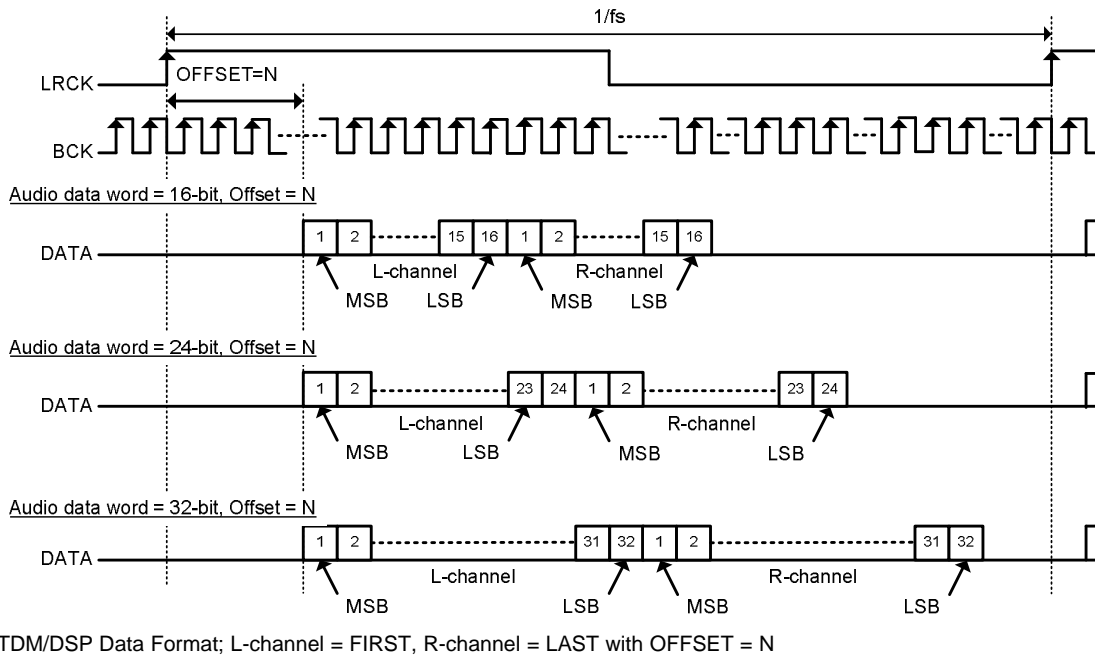 1/fs
LRCK
OFFSET=N
BCK
Audio data word = 16-bit, Offset = N
DATA
1 2 15 16 1 2 15 16
L-channel R-channel
MSB LSB MSB LSB
Audio data word = 24-bit, Offset = N
DATA
1 2 23 24 1 2 23 24
L-channel R-channel
MSB LSB MSB LSB
Audio data word = 32-bit, Offset = N
DATA
1 2 31 32 1 2 31 32
L-channel R-channel
MSB LSB MSB LSB
TDM/DSP Data Format; L-channel = FIRST, R-channel = LAST with OFFSET = N